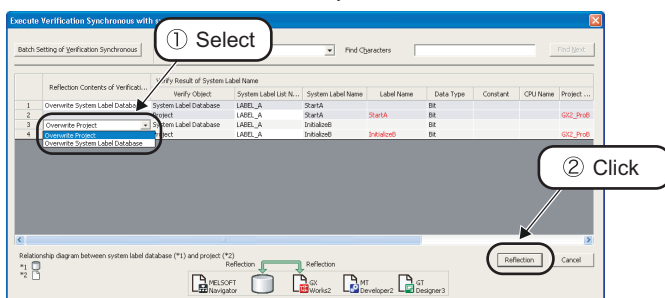 Execute Verification Synchronous with s
① Select
Batch Setting of Verification Synchronous
Find Characters
Find Next
Reflection Contents of Verificati...
Verify Result of System Label Name
Verify Object System Label List N... System Label Name Label Name Data Type Constant CPU Name Project ...
1 Overwrite System Label Database System Label Database LABEL_A StartA Bit
2 Project LABEL_A StartA StartA Bit GX2_ProB
3 Overwrite Project System Label Database LABEL_A InitializeB Bit
4 Overwrite Project Project LABEL_A InitializeB InitializeB Bit GX2_ProB
Overwrite System Label Database
② Click
Relationship diagram between system label database (*1) and project (*2)
*1
*2
Reflection Reflection
MELSOFT Navigator
GX Works2
MT Developer2
GT Designer3
Reflection Cancel